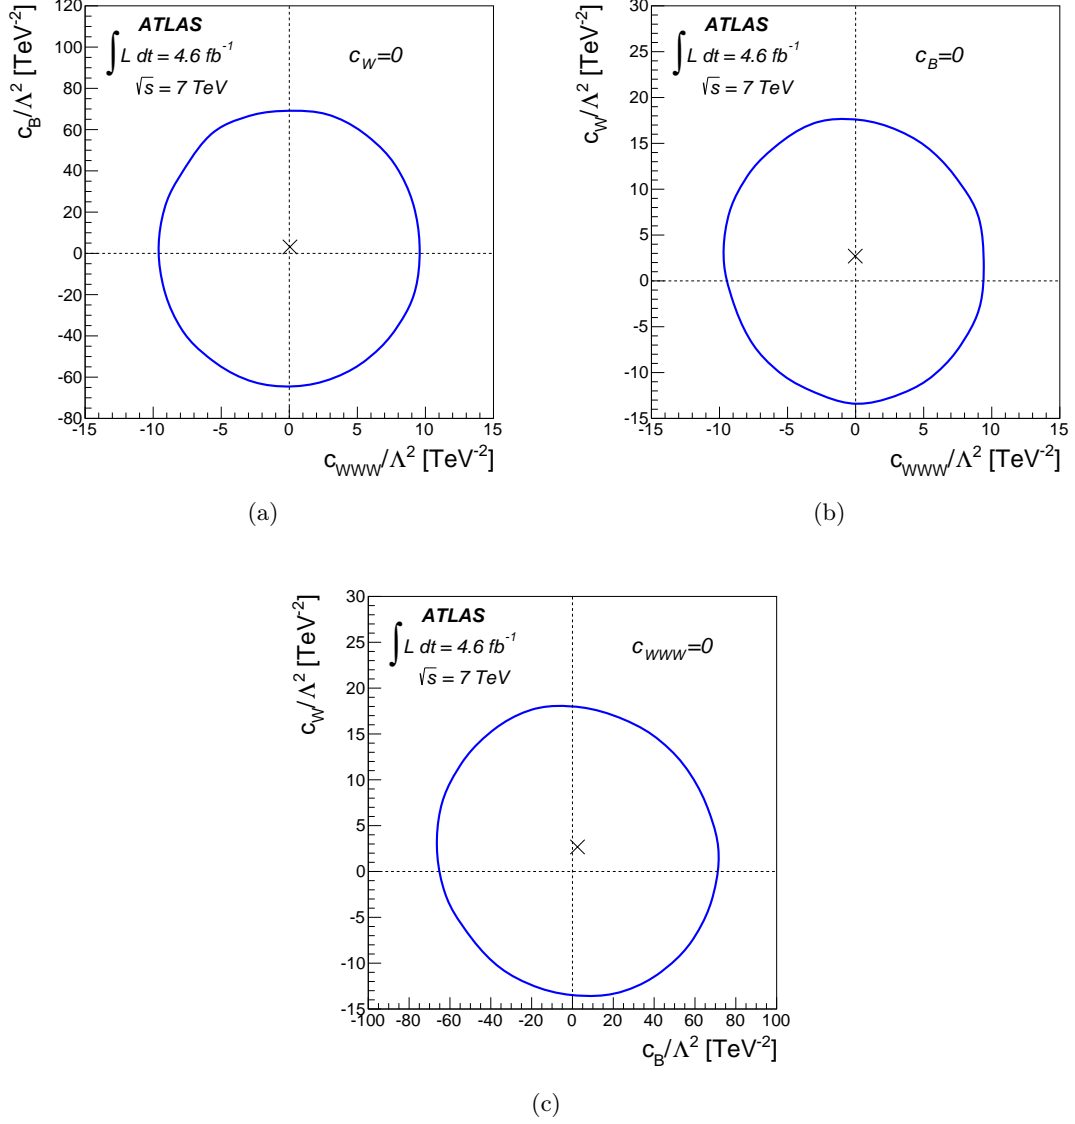 ATLAS
∫ L dt = 4.6 fb⁻¹
√s = 7 TeV
c_W=0
c_B/Λ² [TeV⁻²]
120
100
80
60
40
20
0
-20
-40
-60
-80
-15 -10 -5 0 5 10 15
c_WWW/Λ² [TeV⁻²]
(a)
ATLAS
∫ L dt = 4.6 fb⁻¹
√s = 7 TeV
c_B=0
c_W/Λ² [TeV⁻²]
30
25
20
15
10
5
0
-5
-10
-15
-15 -10 -5 0 5 10 15
c_WWW/Λ² [TeV⁻²]
(b)
ATLAS
∫ L dt = 4.6 fb⁻¹
√s = 7 TeV
c_WWW=0
c_W/Λ² [TeV⁻²]
30
25
20
15
10
5
0
-5
-10
-15
-100 -80 -60 -40 -20 0 20 40 60 80 100
c_B/Λ² [TeV⁻²]
(c)